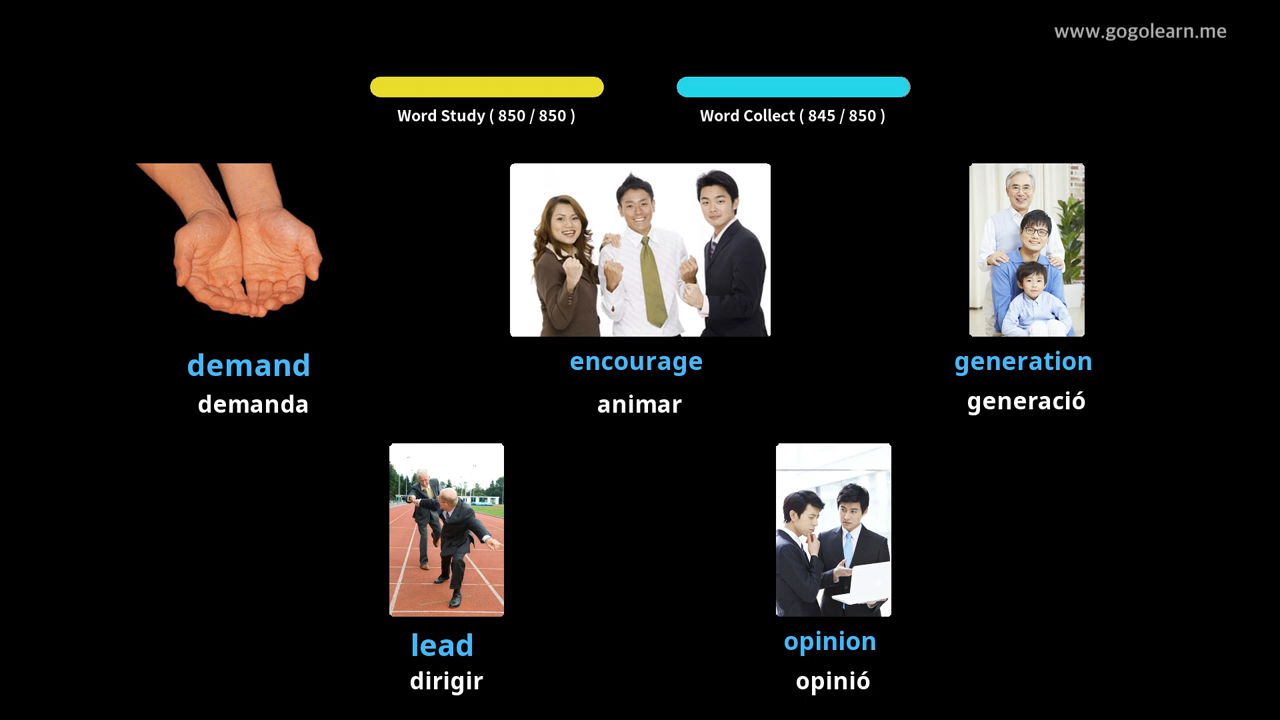 www.gogolearn.me
Word Study ( 850 / 850 )
Word Collect ( 845 / 850 )
demand
demanda
encourage
animar
generation
generació
lead
dirigir
opinion
opinió